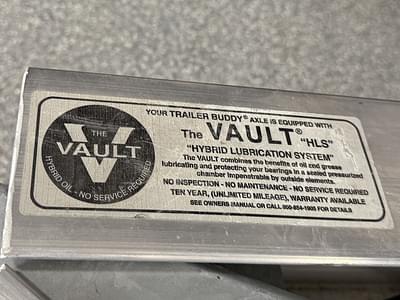 THE
VAULT
HYBRID OIL - NO SERVICE REQUIRED
YOUR TRAILER BUDDY® AXLE IS EQUIPPED WITH
The VAULT® "HLS"
"HYBRID LUBRICATION SYSTEM"
The VAULT combines the benefits of oil and grease
lubricating and protecting your bearings in a sealed pressurized
chamber impenetrable by outside elements.
NO INSPECTION - NO MAINTENANCE - NO SERVICE REQUIRED
TEN YEAR, (UNLIMITED MILEAGE), WARRANTY AVAILABLE
SEE OWNERS MANUAL OR CALL 800-854-1905 FOR DETAILS